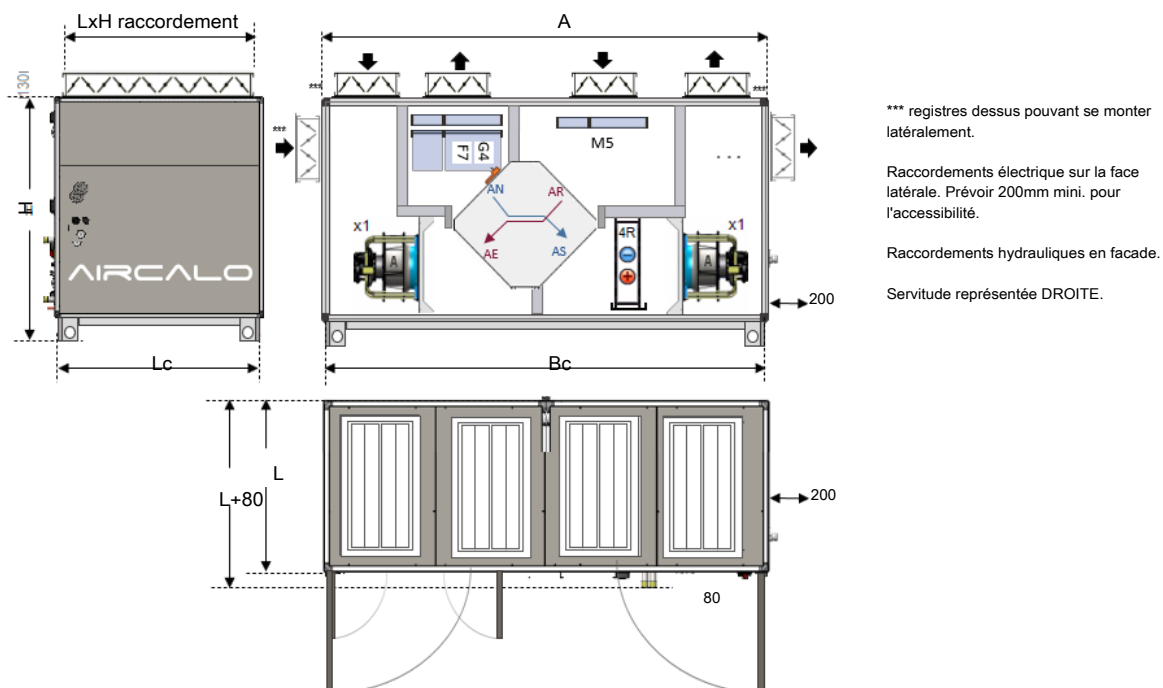 LxH raccordement
A
130
***
***
***
***
H
G4
F7
M5
...
AN
AR
AE
AS
x1
A
4R
x1
A
AIRCALO
200
Lc
Bc
*** registres dessus pouvant se monter
latéralement.
Raccordements électrique sur la face
latérale. Prévoir 200mm mini. pour
l'accessibilité.
Raccordements hydrauliques en facade.
Servitude représentée DROITE.
L
L+80
200
80